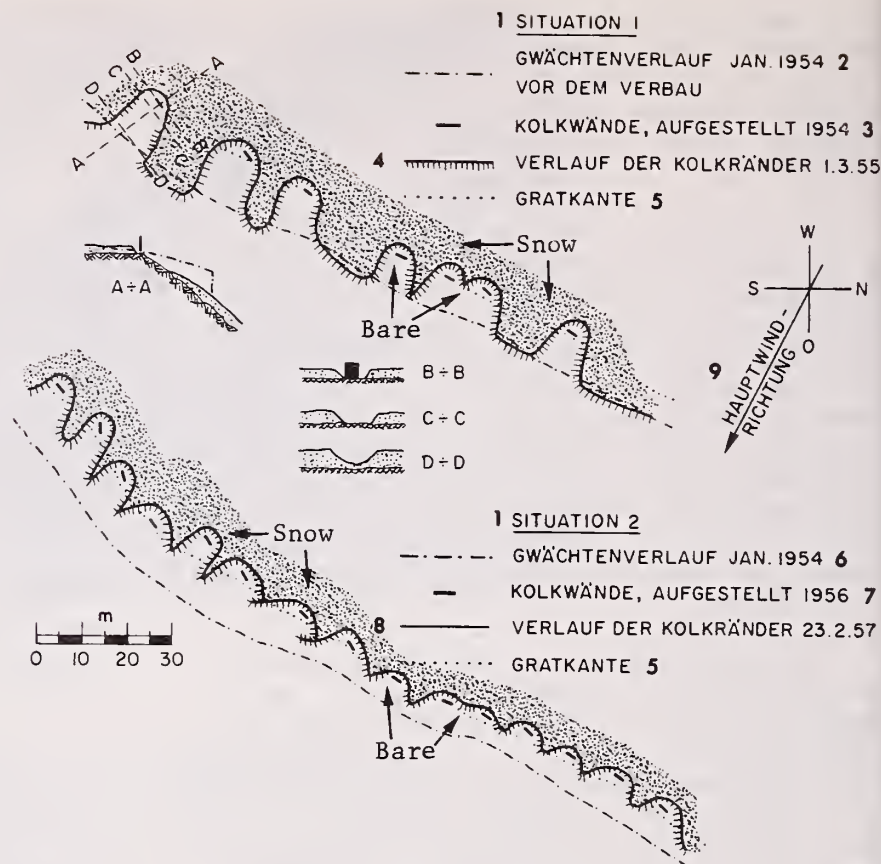 1 SITUATION 1
GWÄCHTENVERLAUF JAN. 1954 2
VOR DEM VERBAU
KOLKWÄNDE, AUFGESTELLT 1954 3
4 VERLAUF DER KOLKRÄNDER 1.3.55
GRATKANTE 5
A
B
C
D
A
B
C
D
Snow
Bare
A÷A
W
S N
O
9 HAUPTWIND-
RICHTUNG
B÷B
C÷C
D÷D
1 SITUATION 2
GWÄCHTENVERLAUF JAN. 1954 6
KOLKWÄNDE, AUFGESTELLT 1956 7
8 VERLAUF DER KOLKRÄNDER 23.2.57
GRATKANTE 5
Snow
Bare
m
0 10 20 30